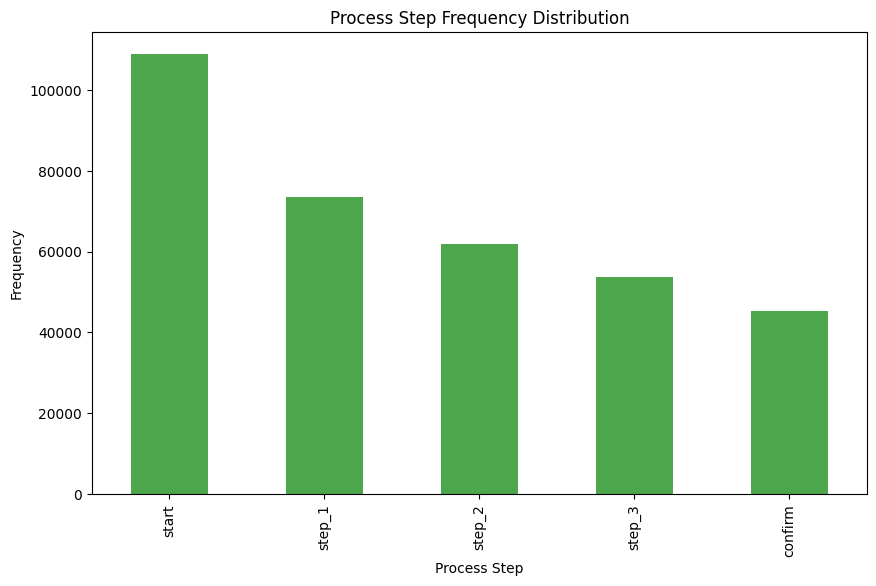 Process Step Frequency Distribution
Frequency
100000
80000
60000
40000
20000
0
start
step_1
step_2
step_3
confirm
Process Step